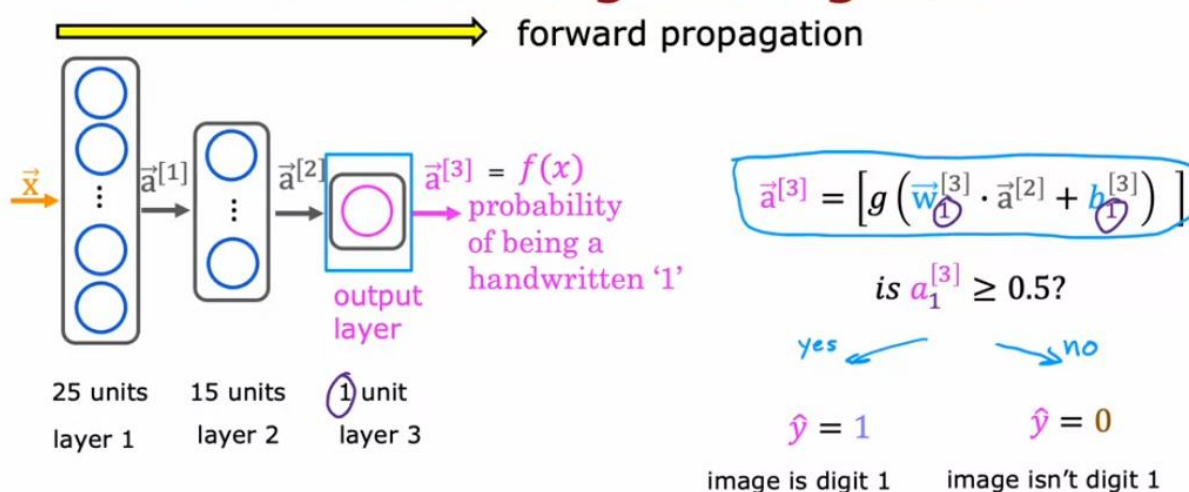 forward propagation
x⃗
a⃗[1]
a⃗[2]
a⃗[3] = f(x)
probability
of being a
handwritten ‘1’
output
layer
25 units
layer 1
15 units
layer 2
1 unit
layer 3
a⃗[3] = [g (w⃗1[3] · a⃗[2] + b1[3]) ]
is a1[3] ≥ 0.5?
yes
no
ŷ = 1
ŷ = 0
image is digit 1
image isn’t digit 1